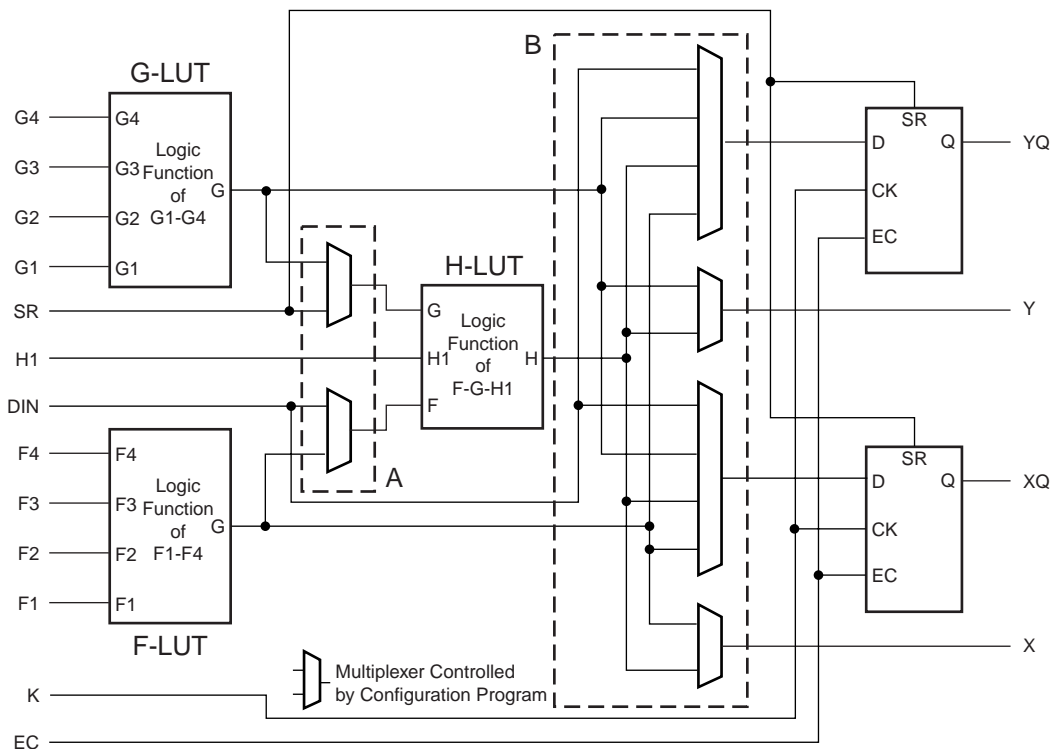 B
G-LUT
G4
G3
G2
G1
G4
G3
G2
G1
Logic
Function
of
G1-G4
G
SR
H1
DIN
H-LUT
G
H1
F
Logic
Function
of
F-G-H1
H
A
F4
F3
F2
F1
F4
F3
F2
F1
Logic
Function
of
F1-F4
G
F-LUT
K
EC
Multiplexer Controlled
by Configuration Program
SR
D
CK
EC
Q
YQ
Y
SR
D
CK
EC
Q
XQ
X